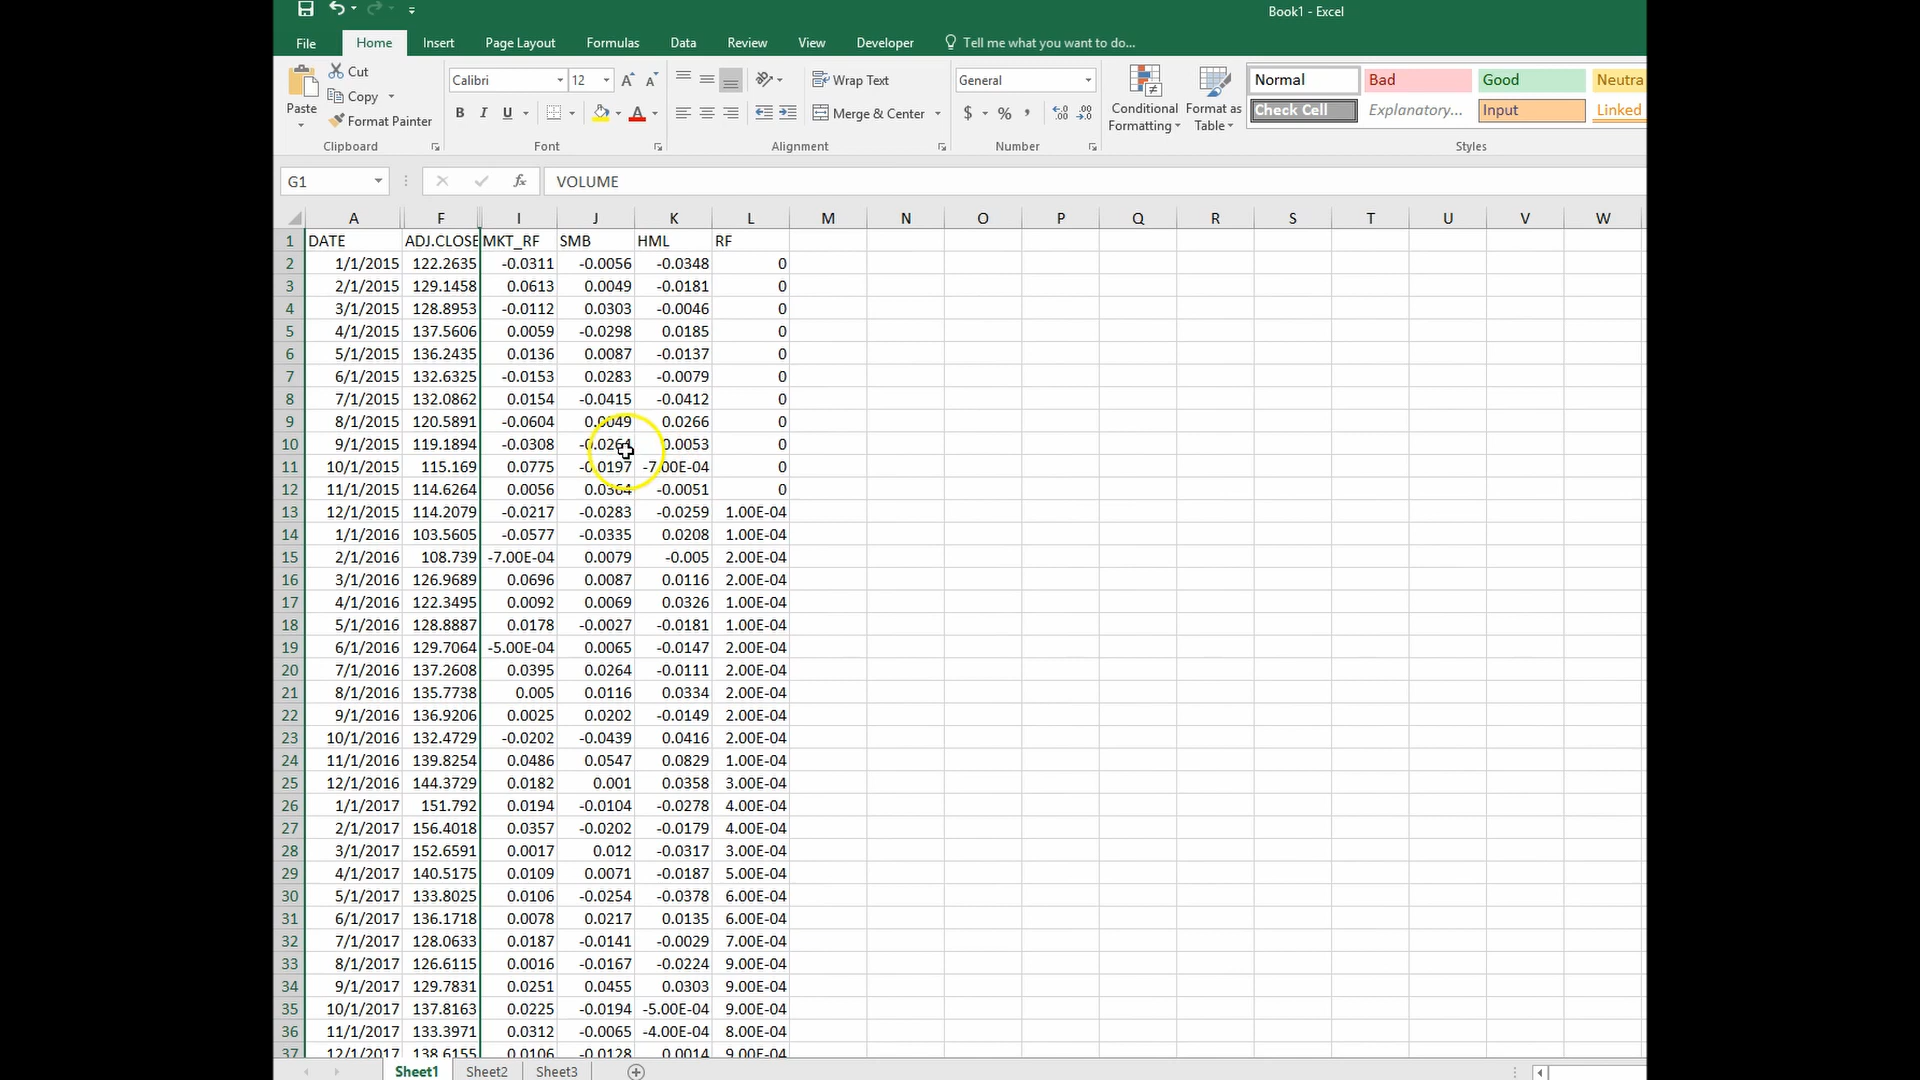 Book1 - Excel
File Home Insert Page Layout Formulas Data Review View Developer Tell me what you want to do...
Paste Cut Copy Format Painter Clipboard
Calibri 12 A A B I U A Font
Wrap Text Merge & Center Alignment
General $ % , .00 .00 Number
Conditional Formatting Format as Table
Normal Bad Good Neutra
Check Cell Explanatory... Input Linked
Styles
G1 fx VOLUME
A F I J K L M N O P Q R S T U V W
1 DATE ADJ.CLOSE MKT_RF SMB HML RF
2 1/1/2015 122.2635 -0.0311 -0.0056 -0.0348 0
3 2/1/2015 129.1458 0.0613 0.0049 -0.0181 0
4 3/1/2015 128.8953 -0.0112 0.0303 -0.0046 0
5 4/1/2015 137.5606 0.0059 -0.0298 0.0185 0
6 5/1/2015 136.2435 0.0136 0.0087 -0.0137 0
7 6/1/2015 132.6325 -0.0153 0.0283 -0.0079 0
8 7/1/2015 132.0862 0.0154 -0.0415 -0.0412 0
9 8/1/2015 120.5891 -0.0604 0.0049 0.0266 0
10 9/1/2015 119.1894 -0.0308 -0.0264 0.0053 0
11 10/1/2015 115.169 0.0775 -0.0197 -7.00E-04 0
12 11/1/2015 114.6264 0.0056 0.0364 -0.0051 0
13 12/1/2015 114.2079 -0.0217 -0.0283 -0.0259 1.00E-04
14 1/1/2016 103.5605 -0.0577 -0.0335 0.0208 1.00E-04
15 2/1/2016 108.739 -7.00E-04 0.0079 -0.005 2.00E-04
16 3/1/2016 126.9689 0.0696 0.0087 0.0116 2.00E-04
17 4/1/2016 122.3495 0.0092 0.0069 0.0326 1.00E-04
18 5/1/2016 128.8887 0.0178 -0.0027 -0.0181 1.00E-04
19 6/1/2016 129.7064 -5.00E-04 0.0065 -0.0147 2.00E-04
20 7/1/2016 137.2608 0.0395 0.0264 -0.0111 2.00E-04
21 8/1/2016 135.7738 0.005 0.0116 0.0334 2.00E-04
22 9/1/2016 136.9206 0.0025 0.0202 -0.0149 2.00E-04
23 10/1/2016 132.4729 -0.0202 -0.0439 0.0416 2.00E-04
24 11/1/2016 139.8254 0.0486 0.0547 0.0829 1.00E-04
25 12/1/2016 144.3729 0.0182 0.001 0.0358 3.00E-04
26 1/1/2017 151.792 0.0194 -0.0104 -0.0278 4.00E-04
27 2/1/2017 156.4018 0.0357 -0.0202 -0.0179 4.00E-04
28 3/1/2017 152.6591 0.0017 0.012 -0.0317 3.00E-04
29 4/1/2017 140.5175 0.0109 0.0071 -0.0187 5.00E-04
30 5/1/2017 133.8025 0.0106 -0.0254 -0.0378 6.00E-04
31 6/1/2017 136.1718 0.0078 0.0217 0.0135 6.00E-04
32 7/1/2017 128.0633 0.0187 -0.0141 -0.0029 7.00E-04
33 8/1/2017 126.6115 0.0016 -0.0167 -0.0224 9.00E-04
34 9/1/2017 129.7831 0.0251 0.0455 0.0303 9.00E-04
35 10/1/2017 137.8163 0.0225 -0.0194 -5.00E-04 9.00E-04
36 11/1/2017 133.3971 0.0312 -0.0065 -4.00E-04 8.00E-04
37 12/1/2017 138.6155 0.0106 -0.0128 0.0014 9.00E-04
Sheet1 Sheet2 Sheet3